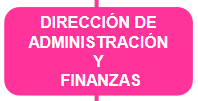 DIRECCIÓN DE
ADMINISTRACIÓN
Y
FINANZAS